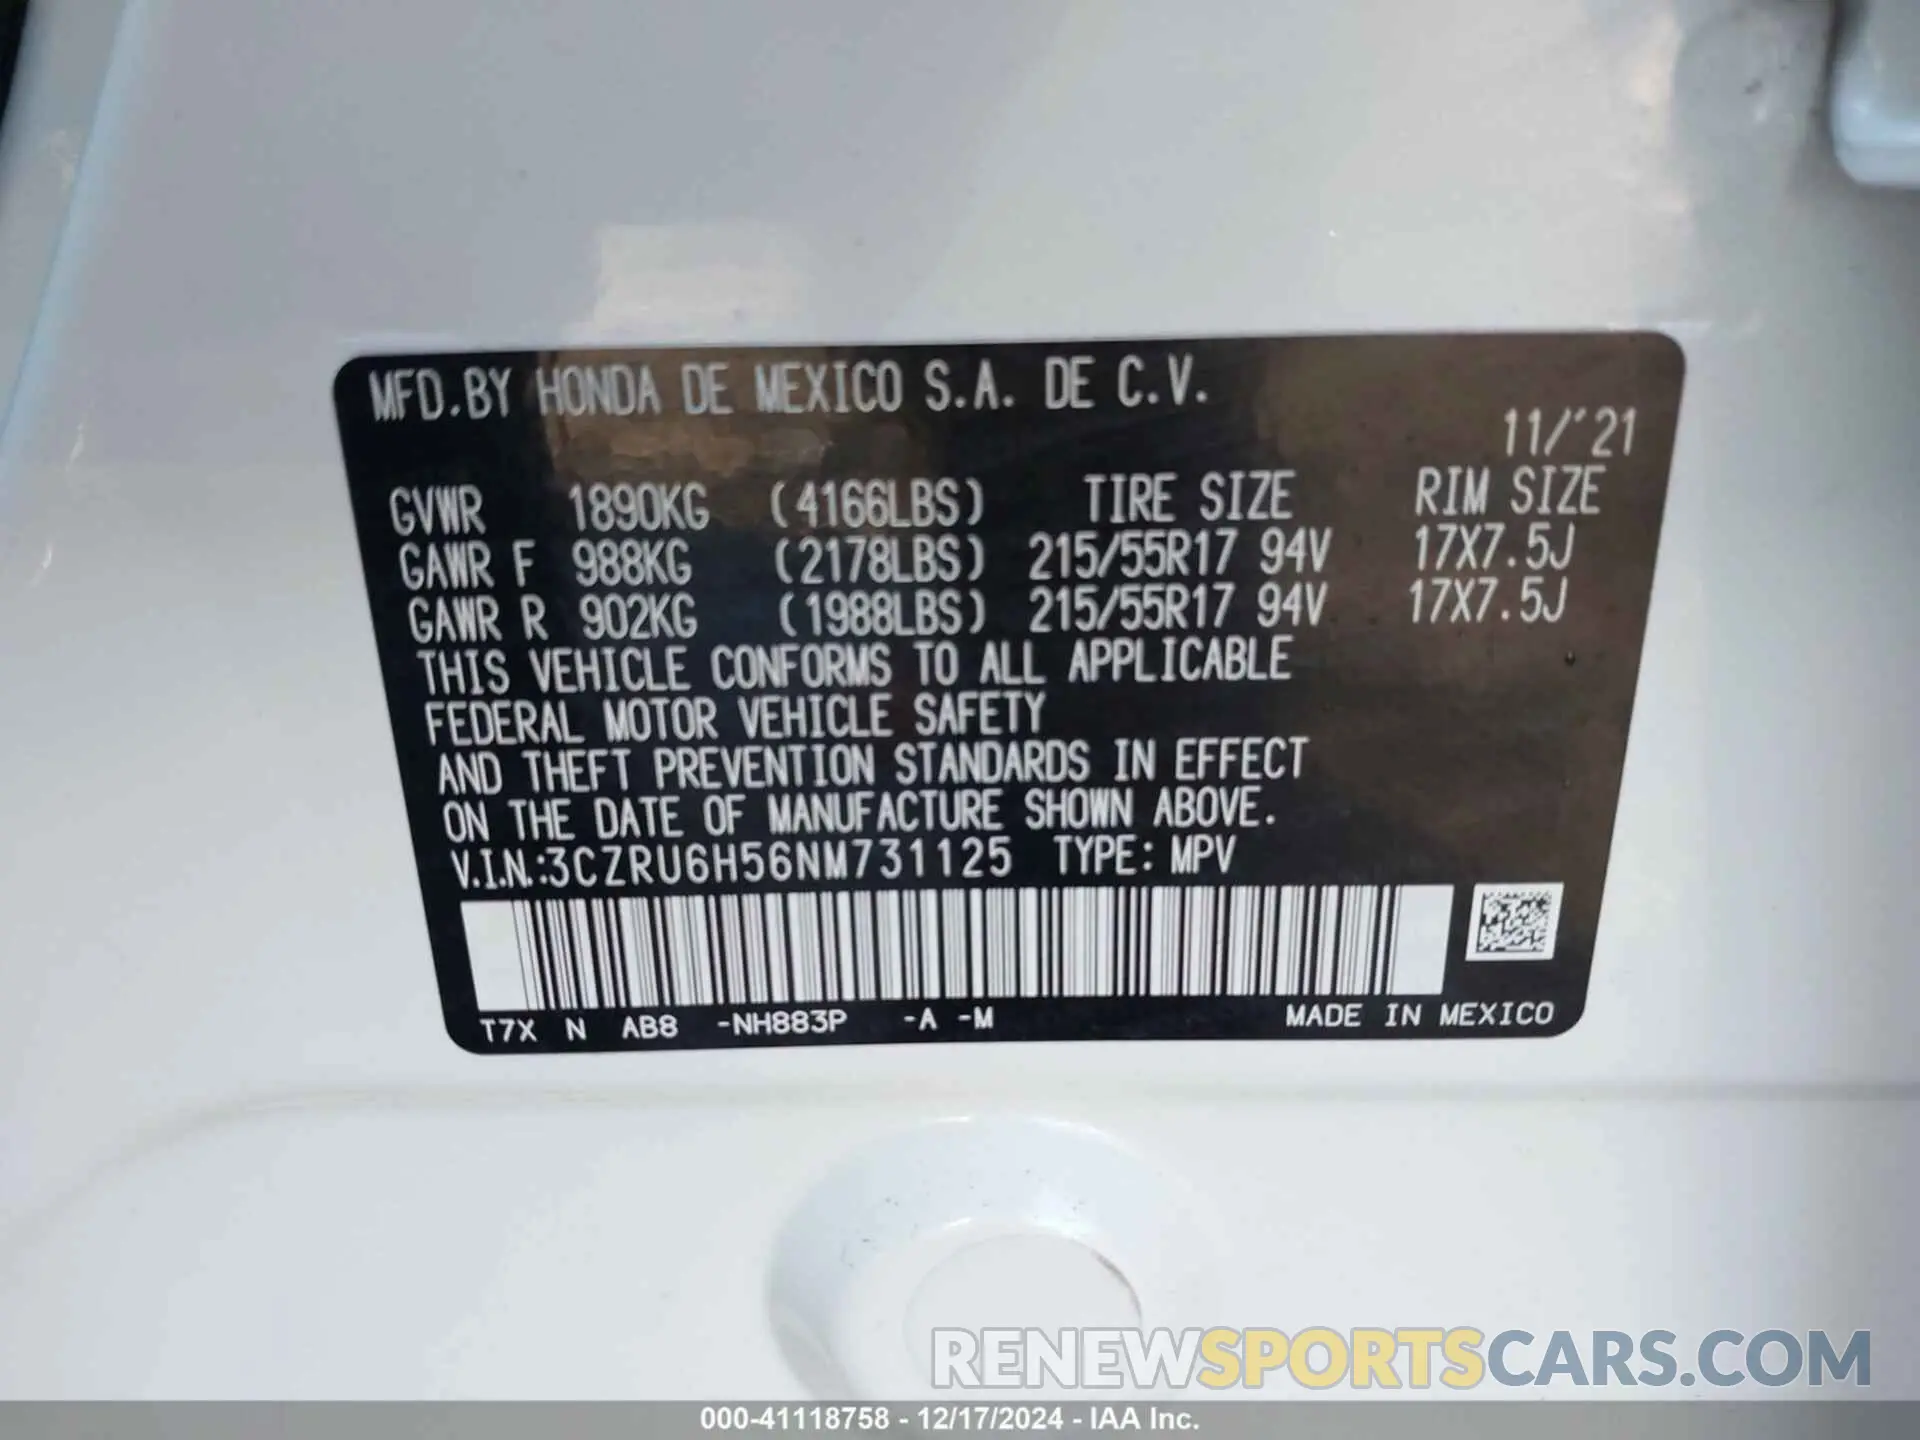 MFD.BY HONDA DE MEXICO S.A. DE C.V.
11/'21
GVWR 1890KG (4166LBS) TIRE SIZE RIM SIZE
GAWR F 988KG (2178LBS) 215/55R17 94V 17X7.5J
GAWR R 902KG (1988LBS) 215/55R17 94V 17X7.5J
THIS VEHICLE CONFORMS TO ALL APPLICABLE
FEDERAL MOTOR VEHICLE SAFETY
AND THEFT PREVENTION STANDARDS IN EFFECT
ON THE DATE OF MANUFACTURE SHOWN ABOVE.
V.I.N.:3CZRU6H56NM731125 TYPE: MPV
T7X N AB8 -NH883P -A -M MADE IN MEXICO
RENEWSPORTSCARS.COM
000-41118758 - 12/17/2024 - IAA Inc.